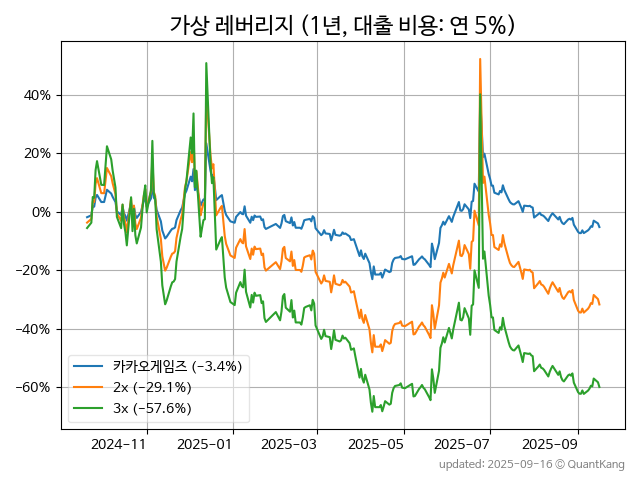 가상 레버리지 (1년, 대출 비용: 연 5%)
40%
20%
0%
−20%
−40%
−60%
카카오게임즈 (−3.4%)
2x (−29.1%)
3x (−57.6%)
2024-11 2025-01 2025-03 2025-05 2025-07 2025-09
updated: 2025-09-16 © QuantKang